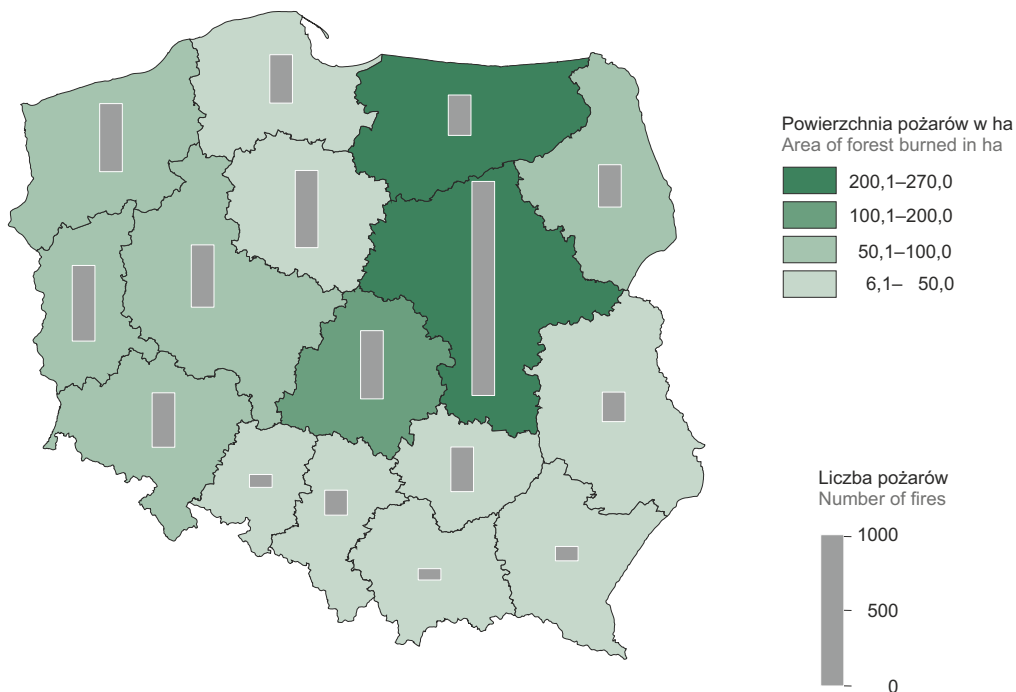 Powierzchnia pożarów w ha
Area of forest burned in ha
200,1–270,0
100,1–200,0
50,1–100,0
6,1– 50,0
Liczba pożarów
Number of fires
1000
500
0